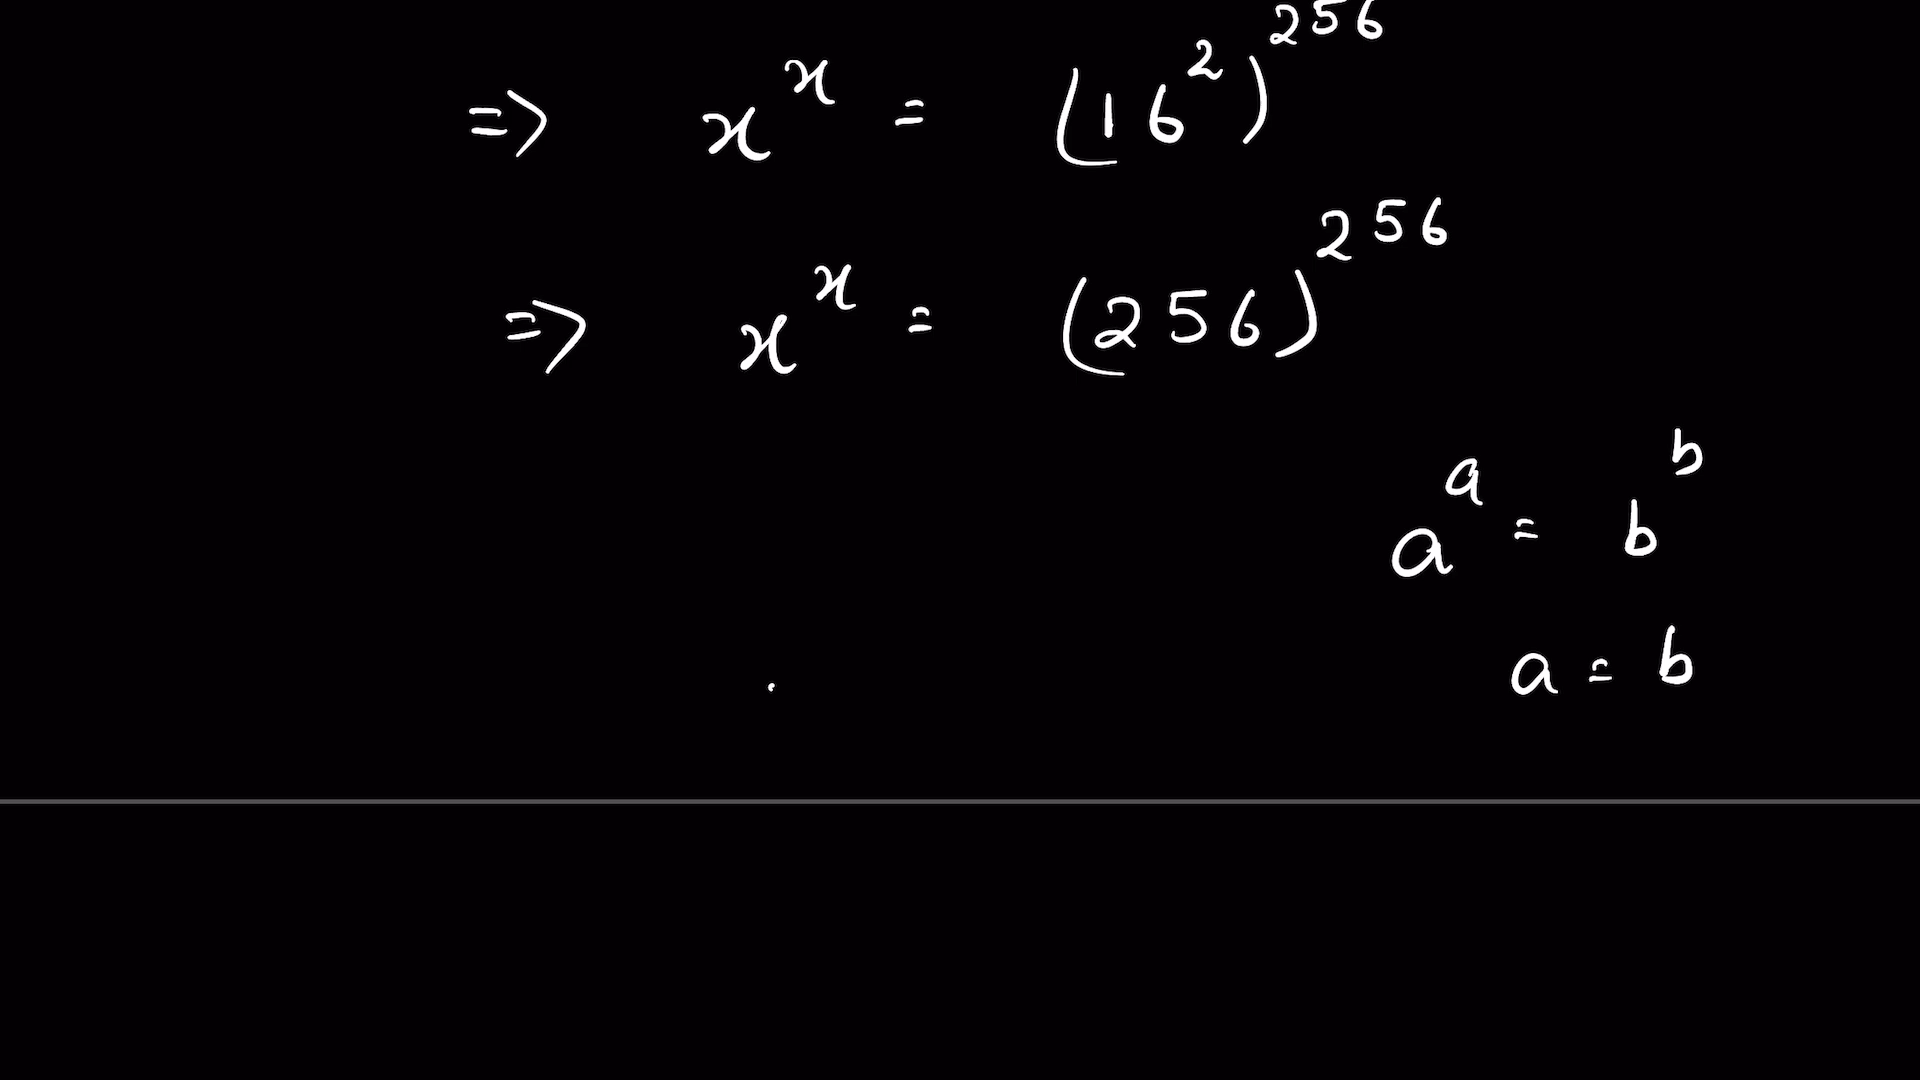 => x^x = (16^2)^256
=> x^x = (256)^256
a^a = b^b
a = b